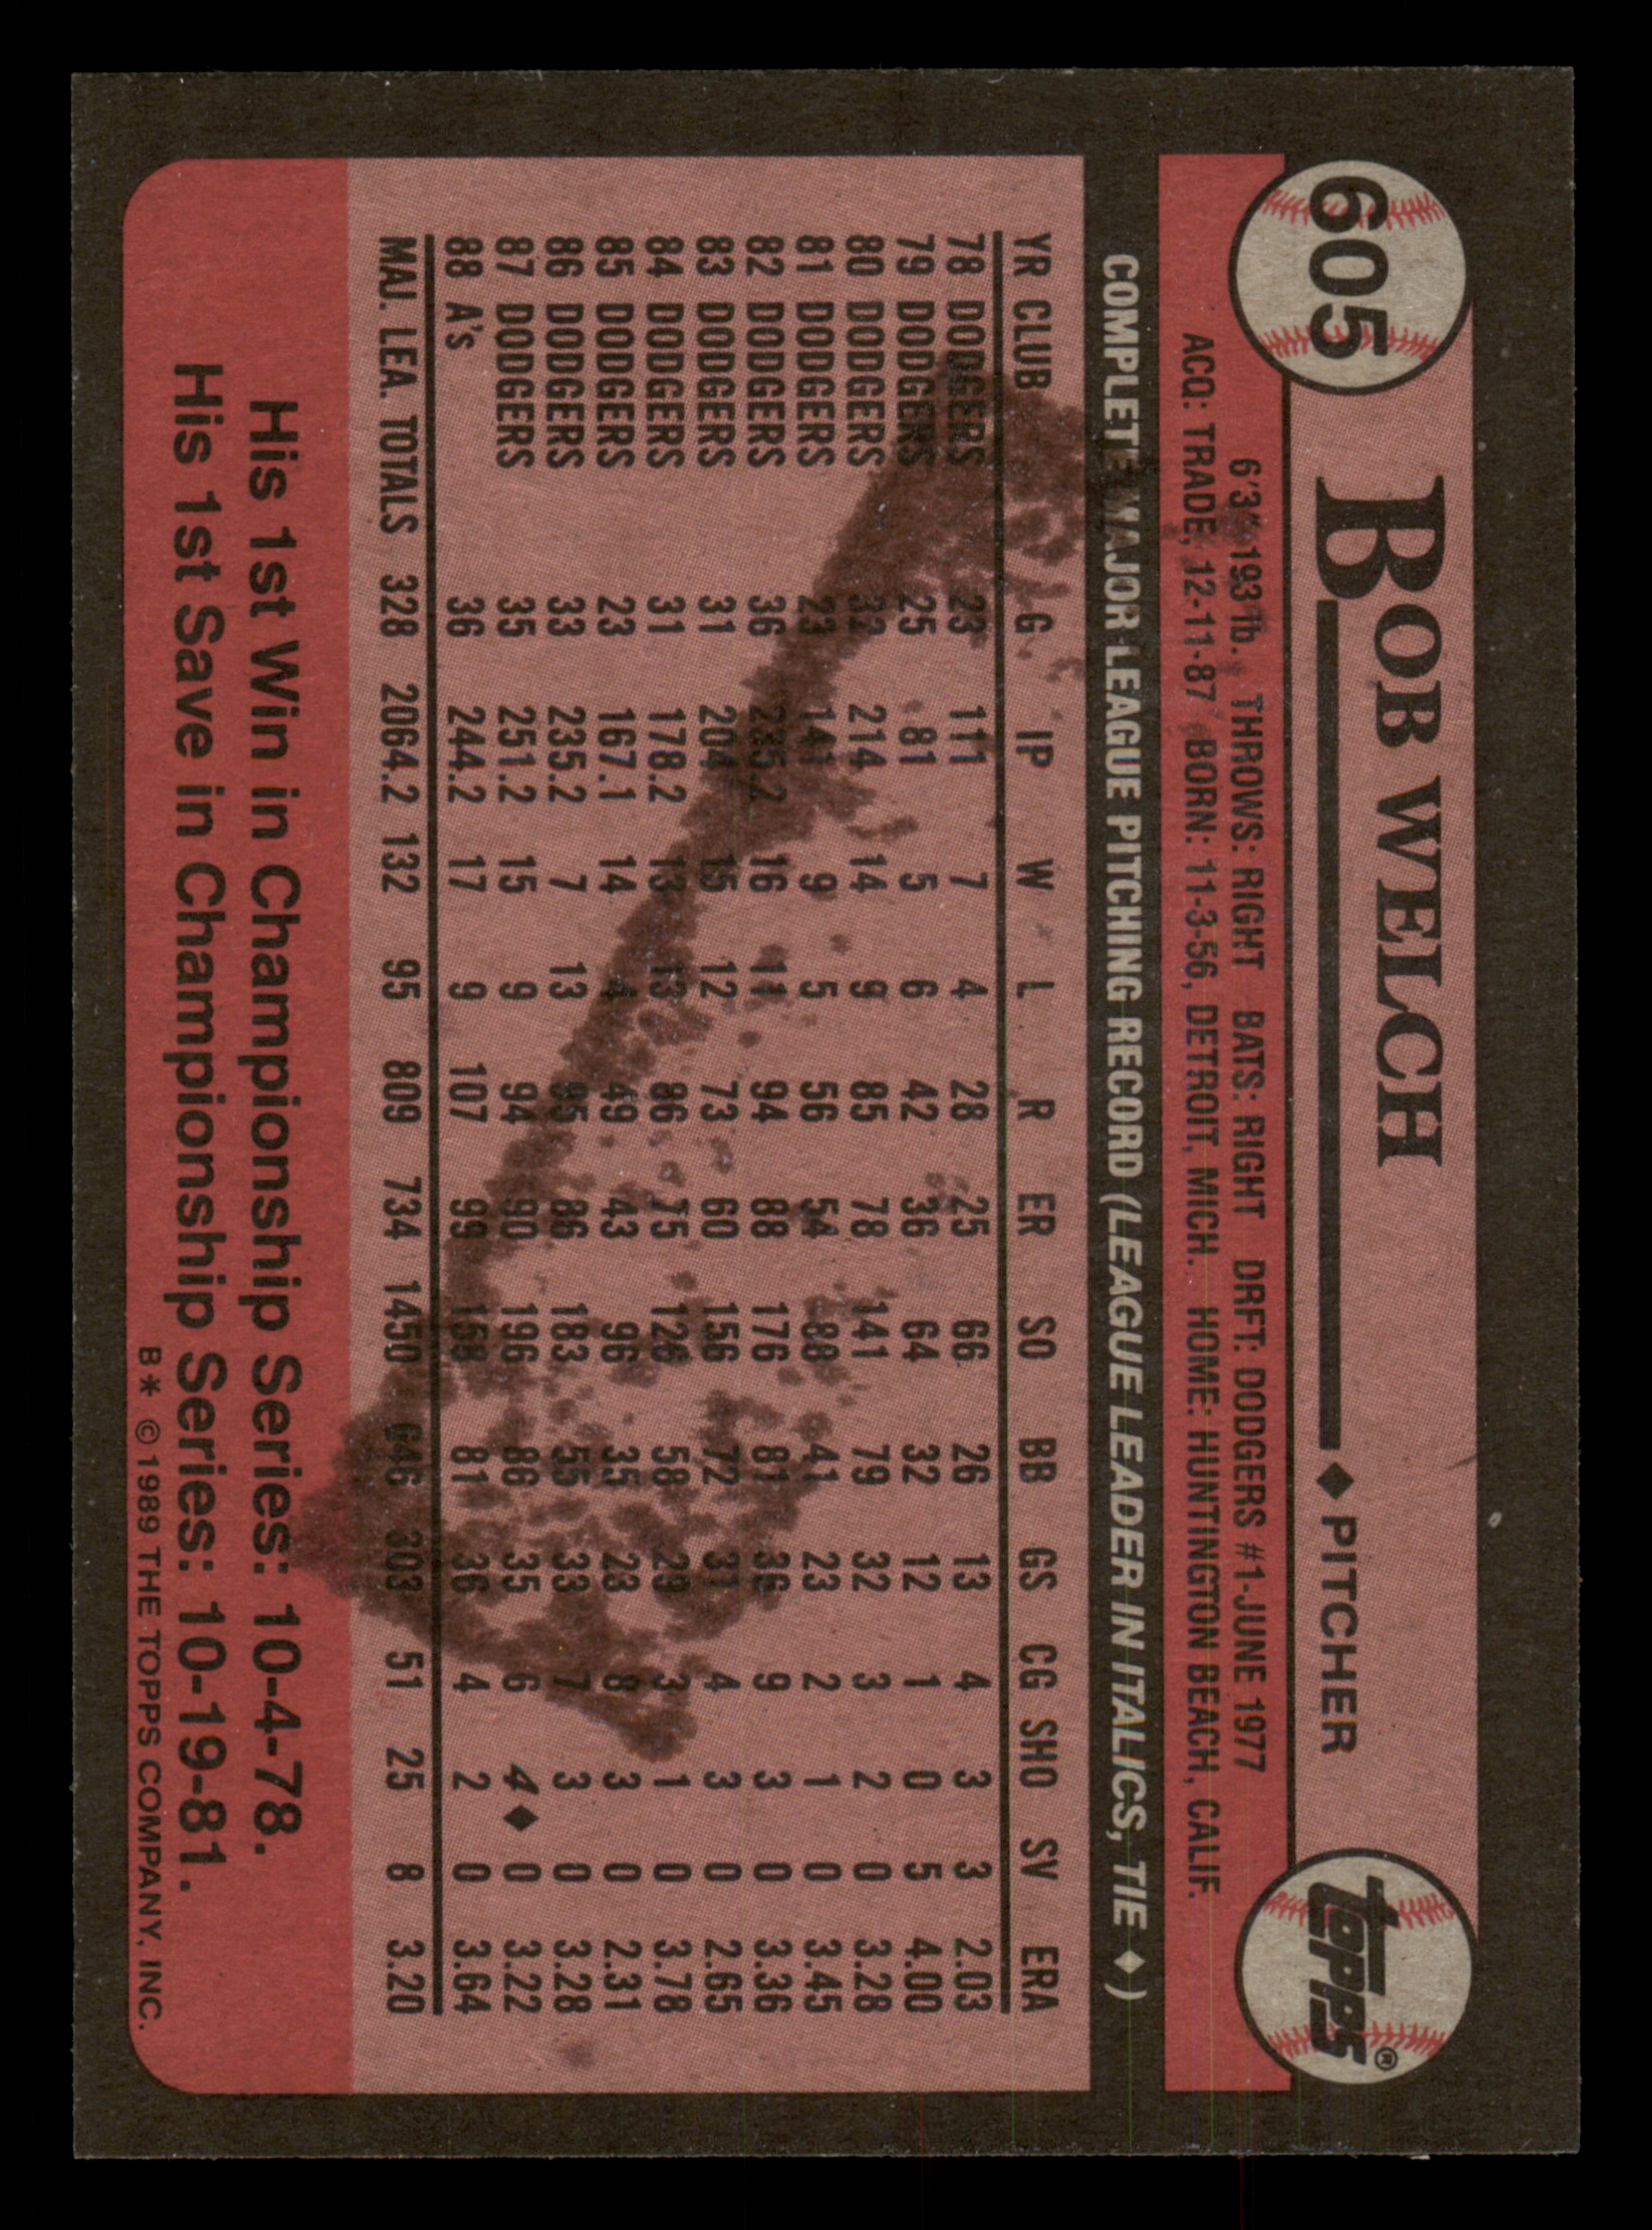 605
BOB WELCH ◆ PITCHER
topps®
6'3" 193 lb. THROWS: RIGHT BATS: RIGHT DRFT: DODGERS #1-JUNE 1977
ACQ: TRADE, 12-11-87 BORN: 11-3-56, DETROIT, MICH. HOME: HUNTINGTON BEACH, CALIF.
COMPLETE MAJOR LEAGUE PITCHING RECORD (LEAGUE LEADER IN ITALICS, TIE ◆)
YR CLUB G IP W L R ER SO BB GS CG SHO SV ERA
78 DODGERS 23 111 7 4 28 25 66 26 13 4 3 3 2.03
79 DODGERS 25 81 5 6 42 36 64 32 12 1 0 5 4.00
80 DODGERS 32 214 14 9 85 78 141 79 32 3 2 0 3.28
81 DODGERS 23 141 9 5 56 54 88 41 23 2 1 0 3.45
82 DODGERS 36 235.2 16 11 94 88 176 81 36 9 3 0 3.36
83 DODGERS 31 204 15 12 73 60 156 72 31 4 3 0 2.65
84 DODGERS 31 178.2 13 13 86 75 126 58 29 3 1 0 3.78
85 DODGERS 23 167.1 14 4 49 43 96 35 23 8 3 0 2.31
86 DODGERS 33 235.2 7 13 95 86 183 55 33 7 3 0 3.28
87 DODGERS 35 251.2 15 9 94 90 196 86 35 6 4◆ 0 3.22
88 A's 36 244.2 17 9 107 99 158 81 36 4 2 0 3.64
MAJ. LEA. TOTALS 328 2064.2 132 95 809 734 1450 646 303 51 25 8 3.20
His 1st Win in Championship Series: 10-4-78.
His 1st Save in Championship Series: 10-19-81.
B* © 1989 THE TOPPS COMPANY, INC.